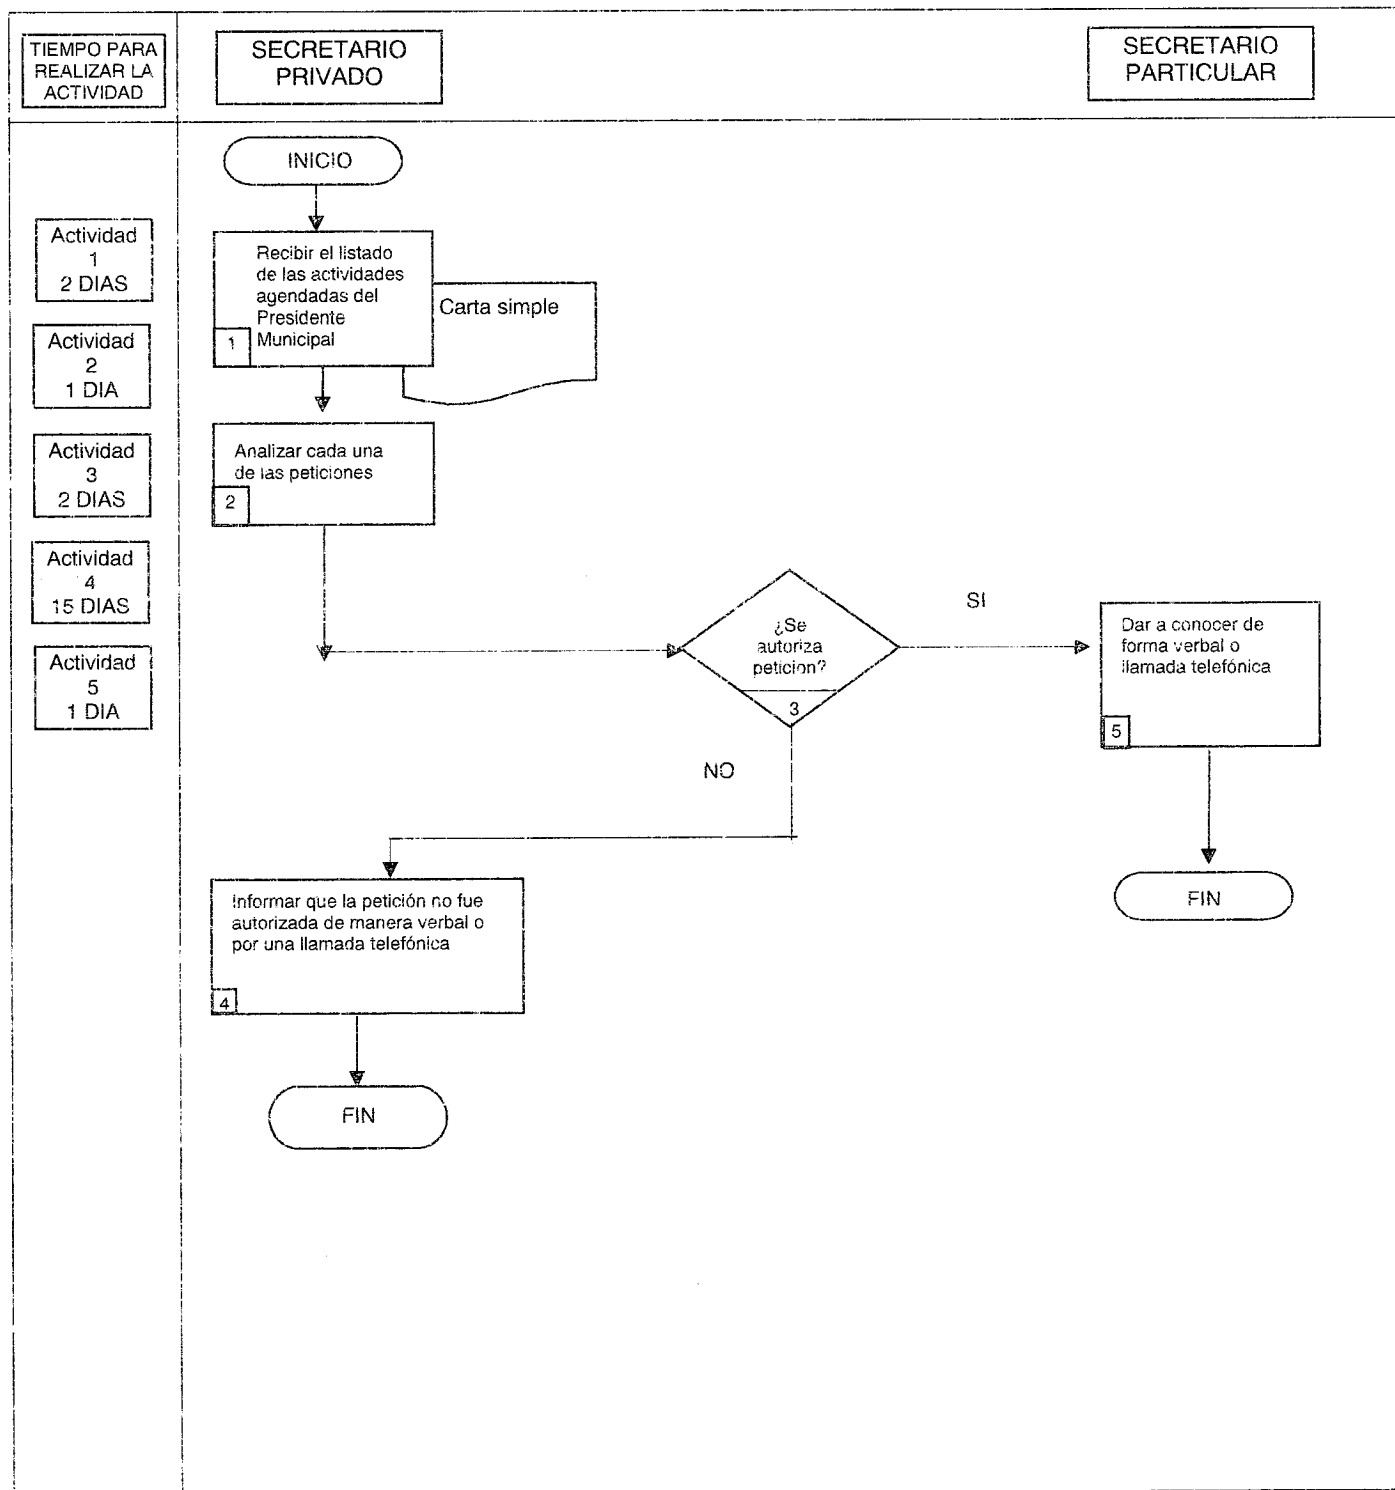 TIEMPO PARA
REALIZAR LA
ACTIVIDAD
SECRETARIO
PRIVADO
SECRETARIO
PARTICULAR
INICIO
Actividad
1
2 DIAS
Recibir el listado
de las actividades
agendadas del
Presidente
Municipal
1
Carta simple
Actividad
2
1 DIA
Analizar cada una
de las peticiones
2
Actividad
3
2 DIAS
Actividad
4
15 DIAS
¿Se
autoriza
peticion?
3
SI
Dar a conocer de
forma verbal o
llamada telefónica
5
Actividad
5
1 DIA
NO
Informar que la petición no fue
autorizada de manera verbal o
por una llamada telefónica
4
FIN
FIN